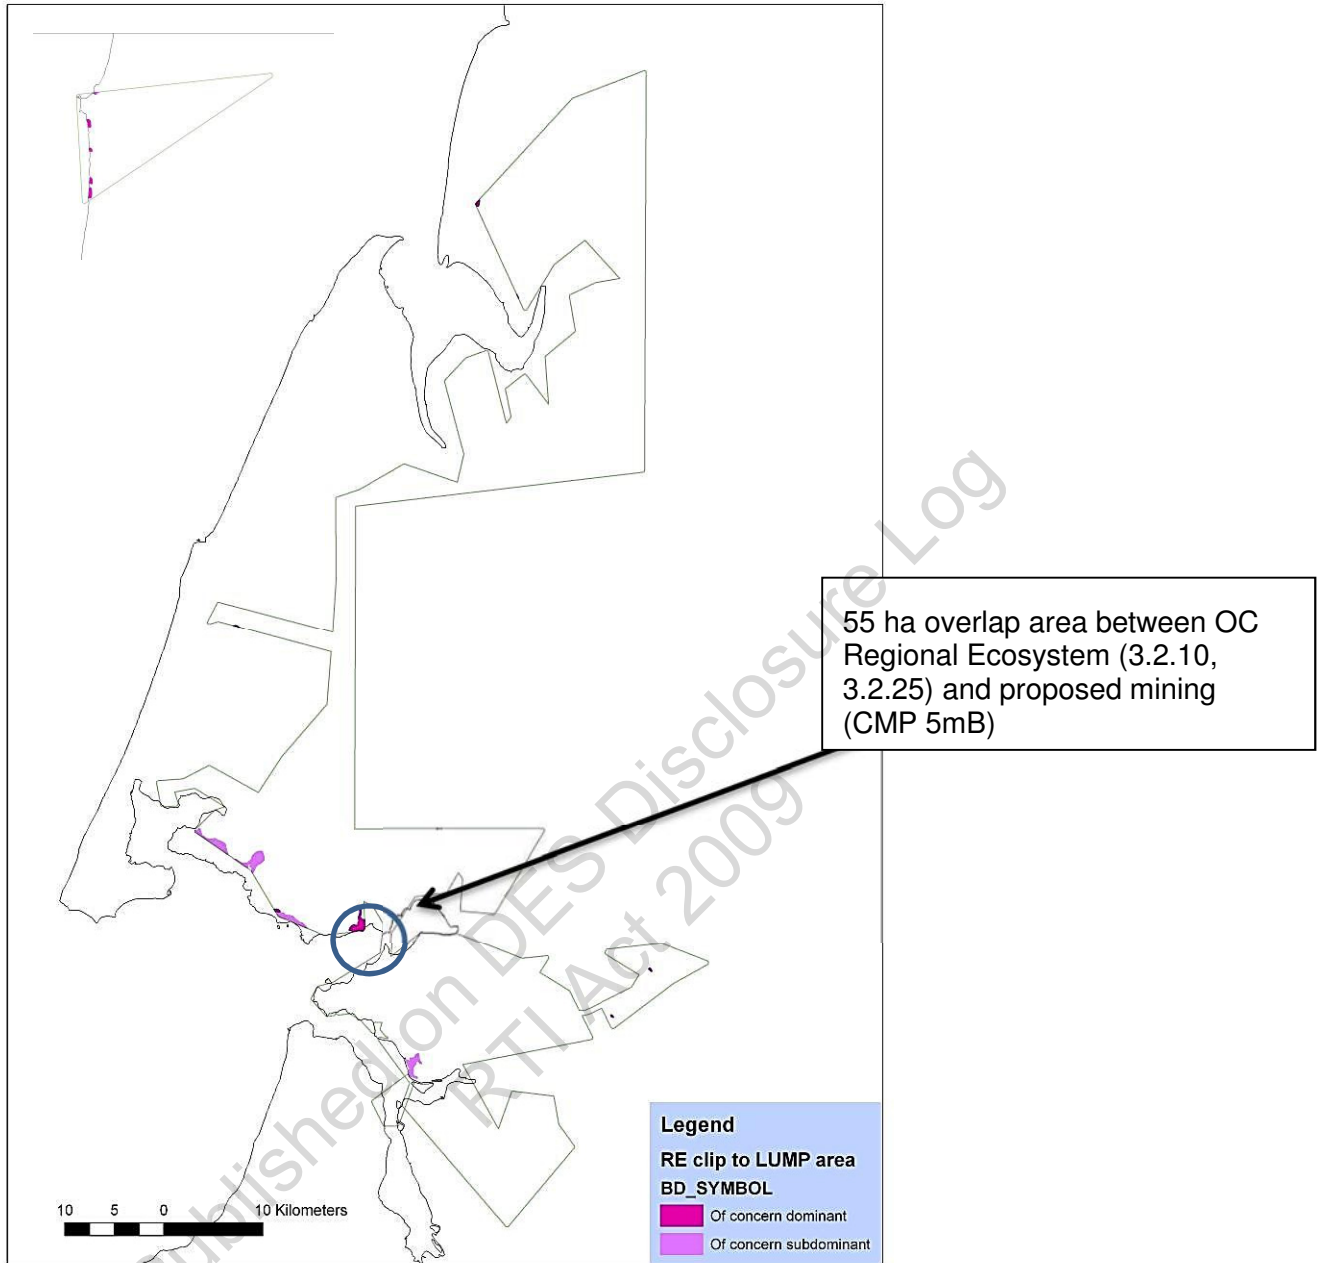 55 ha overlap area between OC
Regional Ecosystem (3.2.10,
3.2.25) and proposed mining
(CMP 5mB)
Published on DES Disclosure Log
RTI Act 2009
Legend
RE clip to LUMP area
BD_SYMBOL
Of concern dominant
Of concern subdominant
10 5 0 10 Kilometers